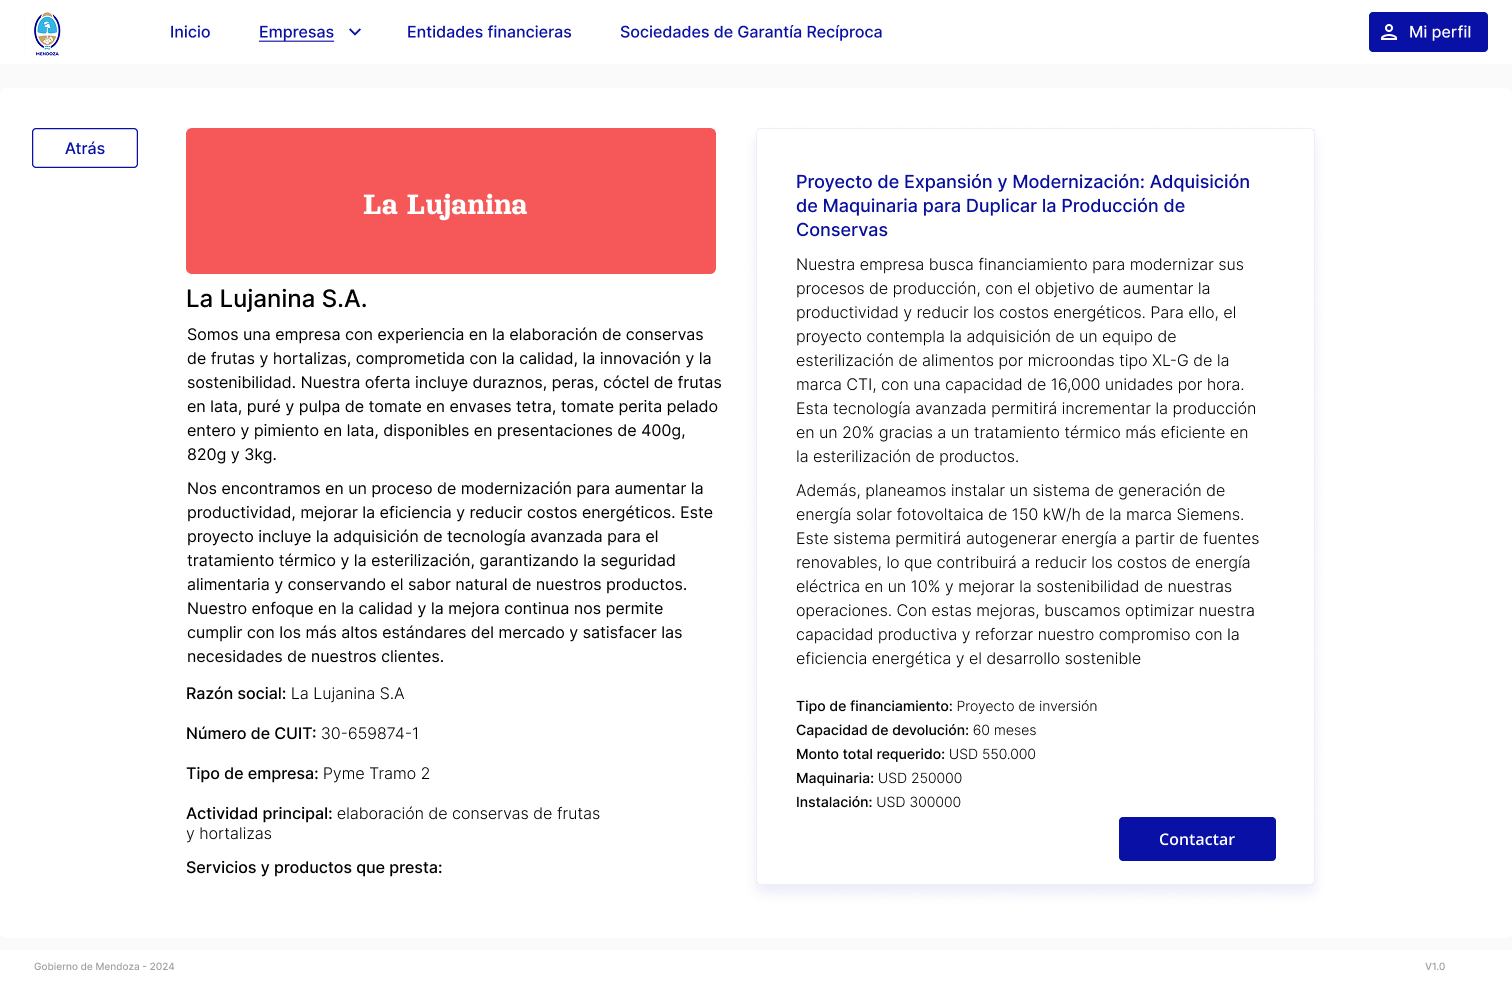 MENDOZA
Inicio
Empresas
Entidades financieras
Sociedades de Garantía Recíproca
Mi perfil
Atrás
La Lujanina
La Lujanina S.A.
Somos una empresa con experiencia en la elaboración de conservas
de frutas y hortalizas, comprometida con la calidad, la innovación y la
sostenibilidad. Nuestra oferta incluye duraznos, peras, cóctel de frutas
en lata, puré y pulpa de tomate en envases tetra, tomate perita pelado
entero y pimiento en lata, disponibles en presentaciones de 400g,
820g y 3kg.
Nos encontramos en un proceso de modernización para aumentar la
productividad, mejorar la eficiencia y reducir costos energéticos. Este
proyecto incluye la adquisición de tecnología avanzada para el
tratamiento térmico y la esterilización, garantizando la seguridad
alimentaria y conservando el sabor natural de nuestros productos.
Nuestro enfoque en la calidad y la mejora continua nos permite
cumplir con los más altos estándares del mercado y satisfacer las
necesidades de nuestros clientes.
Razón social: La Lujanina S.A
Número de CUIT: 30-659874-1
Tipo de empresa: Pyme Tramo 2
Actividad principal: elaboración de conservas de frutas
y hortalizas
Servicios y productos que presta:
Proyecto de Expansión y Modernización: Adquisición
de Maquinaria para Duplicar la Producción de
Conservas
Nuestra empresa busca financiamiento para modernizar sus
procesos de producción, con el objetivo de aumentar la
productividad y reducir los costos energéticos. Para ello, el
proyecto contempla la adquisición de un equipo de
esterilización de alimentos por microondas tipo XL-G de la
marca CTI, con una capacidad de 16,000 unidades por hora.
Esta tecnología avanzada permitirá incrementar la producción
en un 20% gracias a un tratamiento térmico más eficiente en
la esterilización de productos.
Además, planeamos instalar un sistema de generación de
energía solar fotovoltaica de 150 kW/h de la marca Siemens.
Este sistema permitirá autogenerar energía a partir de fuentes
renovables, lo que contribuirá a reducir los costos de energía
eléctrica en un 10% y mejorar la sostenibilidad de nuestras
operaciones. Con estas mejoras, buscamos optimizar nuestra
capacidad productiva y reforzar nuestro compromiso con la
eficiencia energética y el desarrollo sostenible
Tipo de financiamiento: Proyecto de inversión
Capacidad de devolución: 60 meses
Monto total requerido: USD 550.000
Maquinaria: USD 250000
Instalación: USD 300000
Contactar
Gobierno de Mendoza - 2024
V1.0